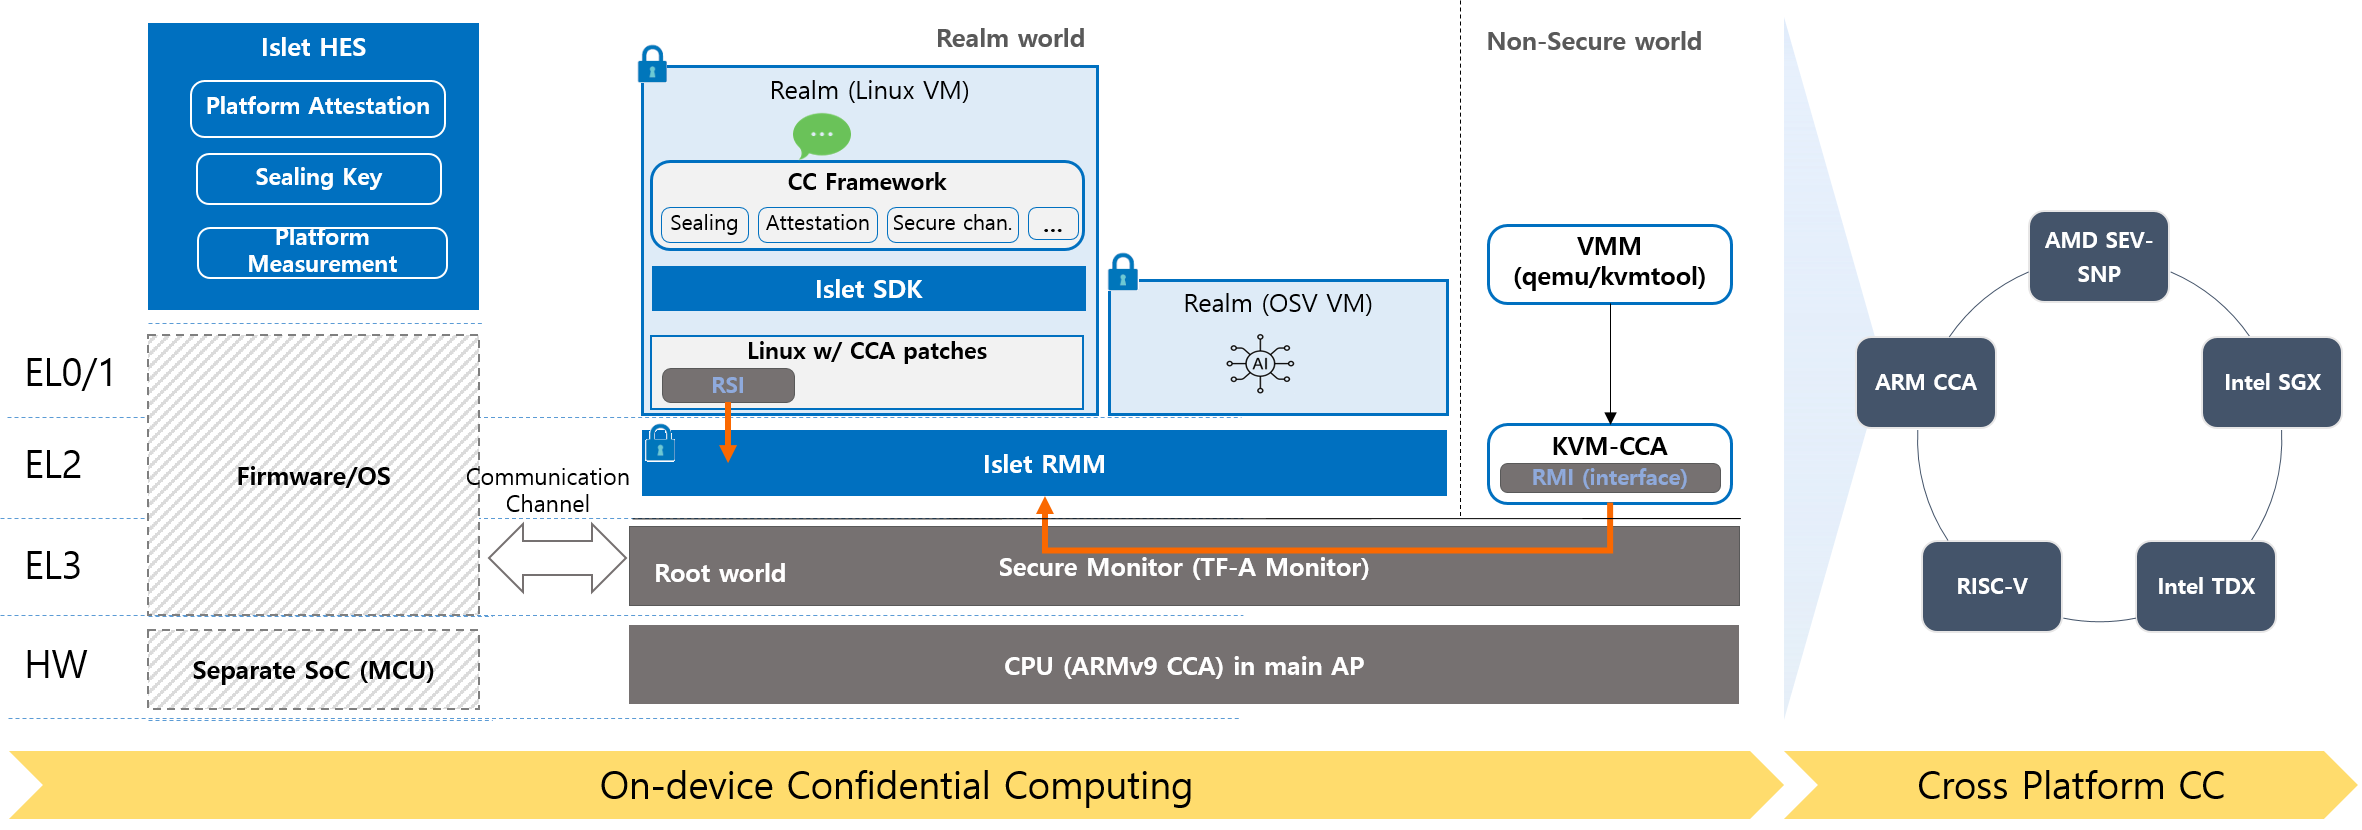 Islet HES
Platform Attestation
Sealing Key
Platform
Measurement
EL0/1
EL2
EL3
HW
Firmware/OS
Separate SoC (MCU)
Communication
Channel
Realm world
Realm (Linux VM)
...
CC Framework
Sealing
Attestation
Secure chan.
...
Islet SDK
Linux w/ CCA patches
RSI
Realm (OSV VM)
AI
Islet RMM
Non-Secure world
VMM
(qemu/kvmtool)
KVM-CCA
RMI (interface)
Root world
Secure Monitor (TF-A Monitor)
CPU (ARMv9 CCA) in main AP
AMD SEV-
SNP
ARM CCA
Intel SGX
RISC-V
Intel TDX
On-device Confidential Computing
Cross Platform CC